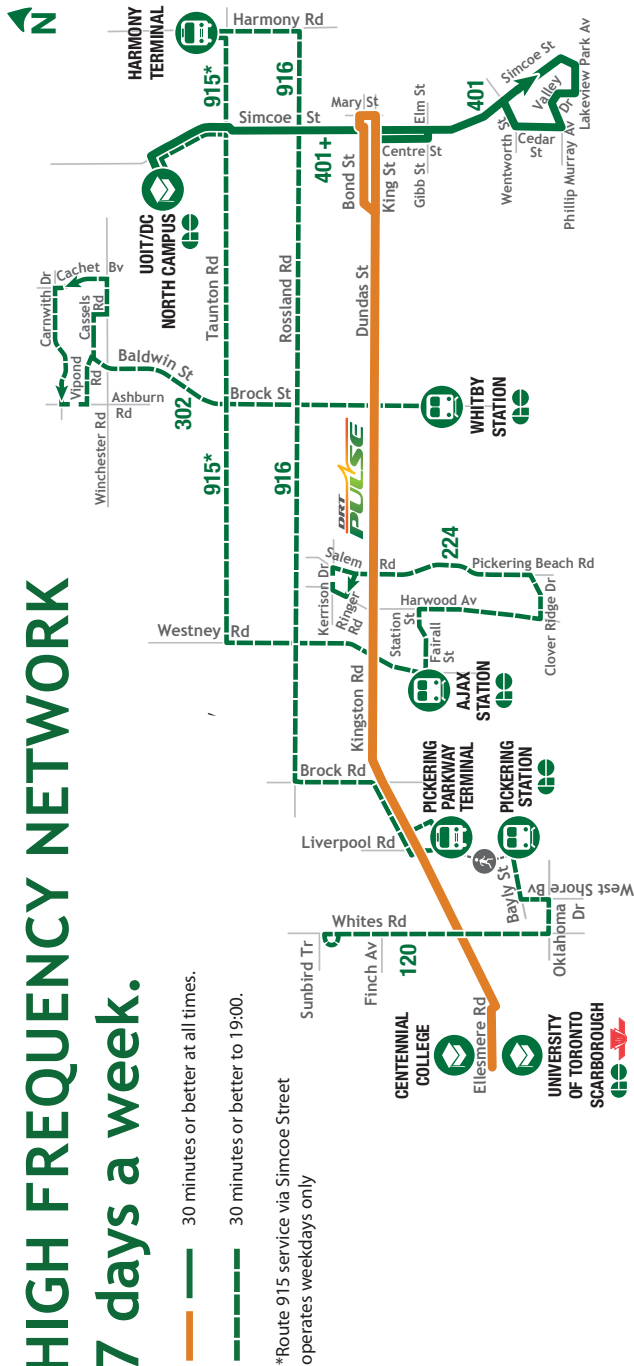 HIGH FREQUENCY NETWORK
7 days a week.
30 minutes or better at all times.
30 minutes or better to 19:00.
*Route 915 service via Simcoe Street
operates weekdays only
N
HARMONY
TERMINAL
Harmony Rd
915*
916
Simcoe St
Mary St
Elm St
401
Simcoe St
Valley
Dr
Lakeview Park Av
Wentworth St
Cedar
St
Phillip Murray Av
401+
Bond St
King St
Centre St
Gibb St
UOIT/DC
NORTH CAMPUS
GO
Taunton Rd
Rossland Rd
Dundas St
Carnwith Dr
Cachet Bv
Cassels
Rd
Vipond
Rd
Baldwin St
Winchester Rd
Ashburn
Rd
302
Brock St
WHITBY
STATION
GO
915*
916
DRT
PULSE
Westney Rd
Kerrison Dr
Salem Rd
Ringer
Rd
224
Pickering Beach Rd
Harwood Av
Station
St
Fairall
St
Clover Ridge Dr
AJAX
STATION
GO
Kingston Rd
Brock Rd
Liverpool Rd
PICKERING
PARKWAY
TERMINAL
PICKERING
STATION
GO
Bayly St
West Shore Bv
Oklahoma
Dr
Whites Rd
Sunbird Tr
Finch Av
120
CENTENNIAL
COLLEGE
Ellesmere Rd
UNIVERSITY
OF TORONTO
SCARBOROUGH
GO